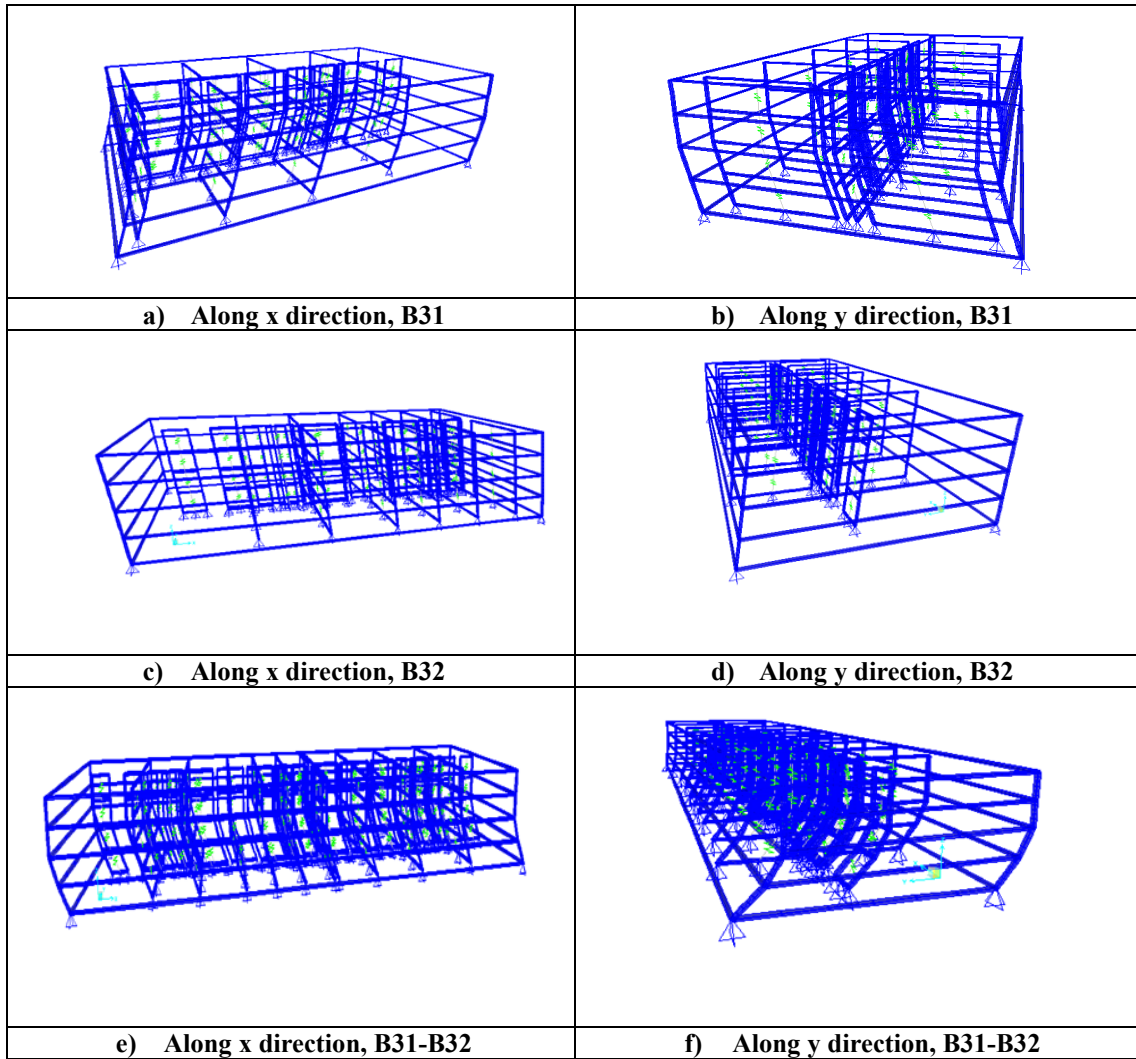 a) Along x direction, B31
b) Along y direction, B31
c) Along x direction, B32
d) Along y direction, B32
e) Along x direction, B31-B32
f) Along y direction, B31-B32